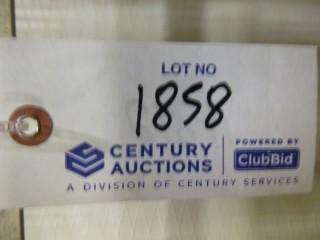 LOT NO
1858
CENTURY AUCTIONS
POWERED BY
ClubBid
A DIVISION OF CENTURY SERVICES